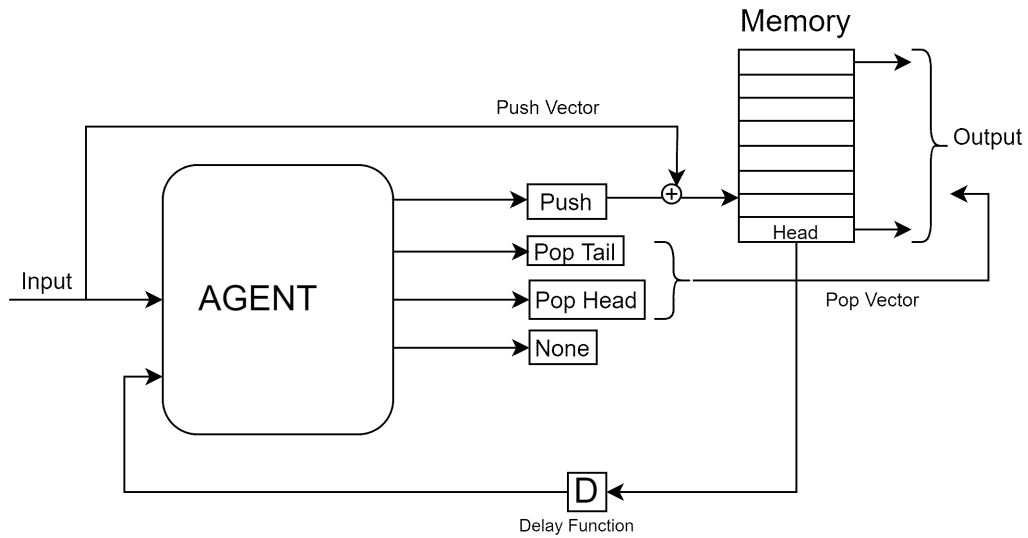 Memory
Push Vector
Output
Push
Head
Pop Tail
Input
AGENT
Pop Head
Pop Vector
None
D
Delay Function